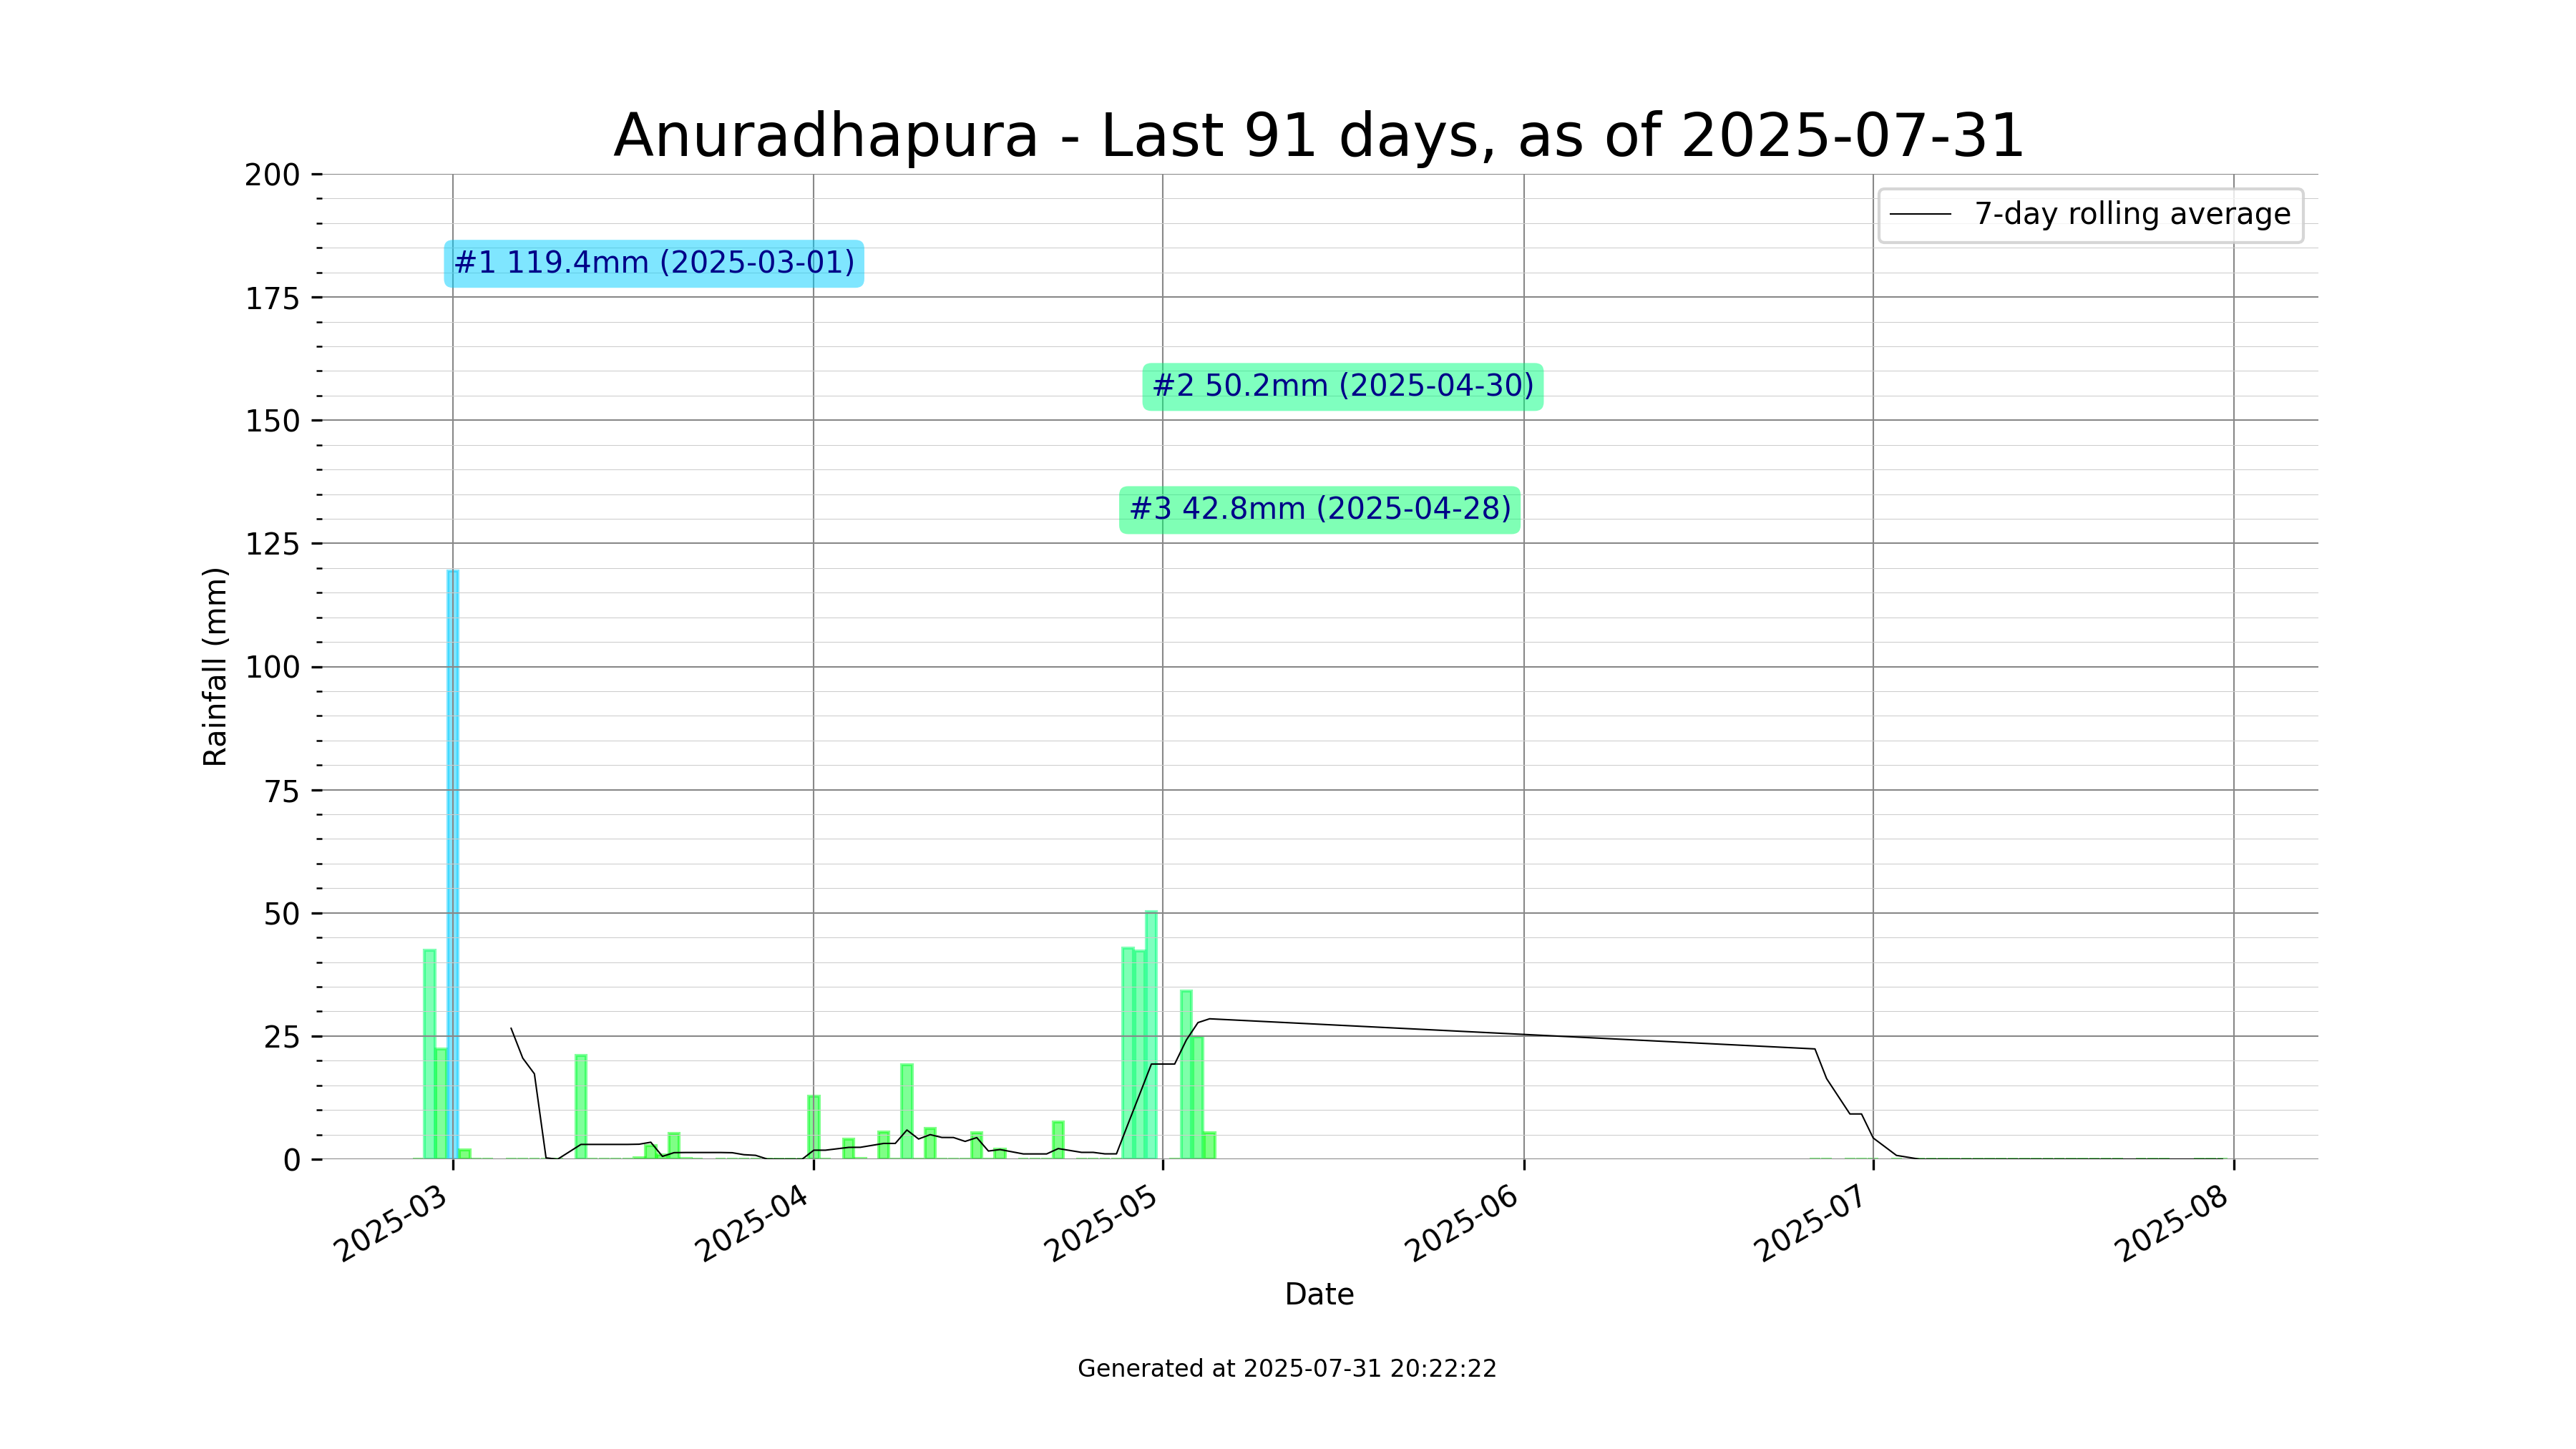 Anuradhapura - Last 91 days, as of 2025-07-31
200
175
150
125
100
75
50
25
0
Rainfall (mm)
7-day rolling average
#1 119.4mm (2025-03-01)
#2 50.2mm (2025-04-30)
#3 42.8mm (2025-04-28)
2025-03
2025-04
2025-05
2025-06
2025-07
2025-08
Date
Generated at 2025-07-31 20:22:22